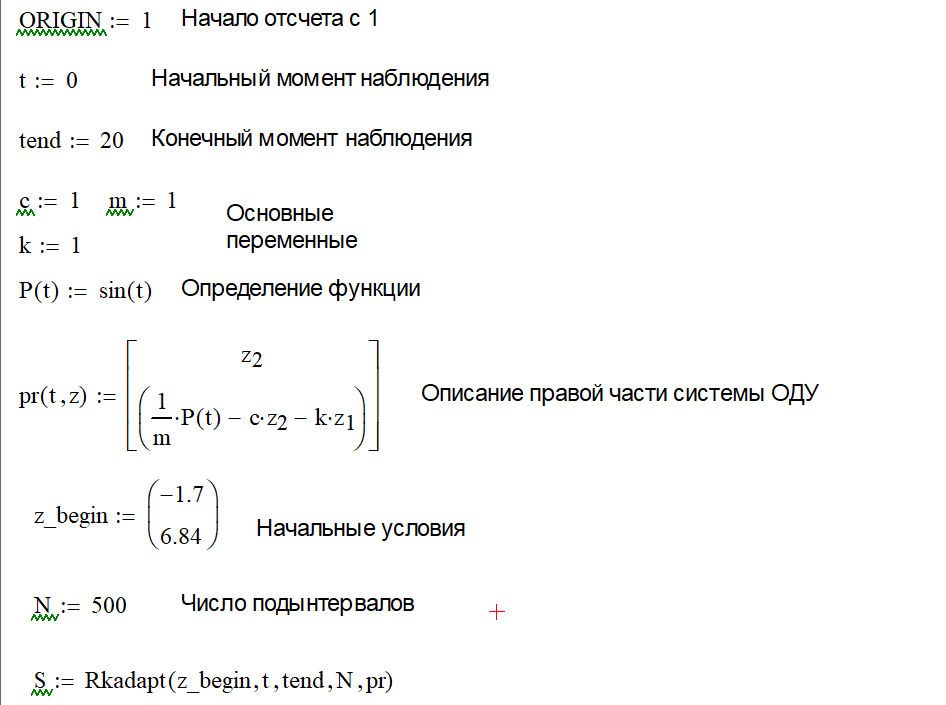 ORIGIN := 1 Начало отсчета с 1
t := 0 Начальный момент наблюдения
tend := 20 Конечный момент наблюдения
c := 1 m := 1
Основные
переменные
k := 1
P(t) := sin(t) Определение функции
z2
pr(t,z) := Описание правой части системы ОДУ
(1/m·P(t) − c·z2 − k·z1)
−1.7
z_begin :=
6.84
Начальные условия
N := 500 Число подынтервалов
S := Rkadapt(z_begin,t,tend,N,pr)